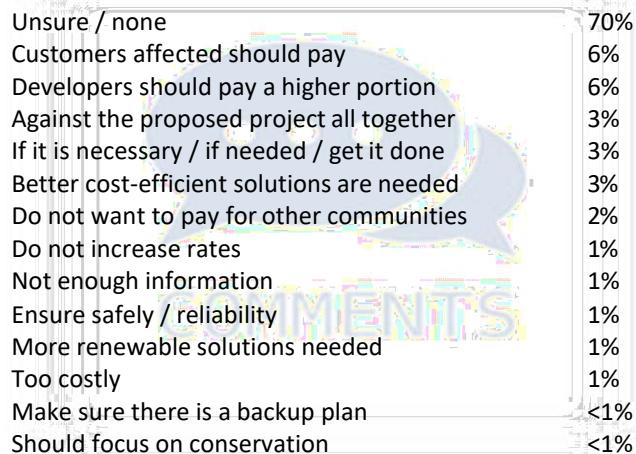 Unsure / none 70%
Customers affected should pay 6%
Developers should pay a higher portion 6%
Against the proposed project all together 3%
If it is necessary / if needed / get it done 3%
Better cost-efficient solutions are needed 3%
Do not want to pay for other communities 2%
Do not increase rates 1%
Not enough information 1%
Ensure safely / reliability 1%
More renewable solutions needed 1%
Too costly 1%
Make sure there is a backup plan <1%
Should focus on conservation <1%
COMMENTS